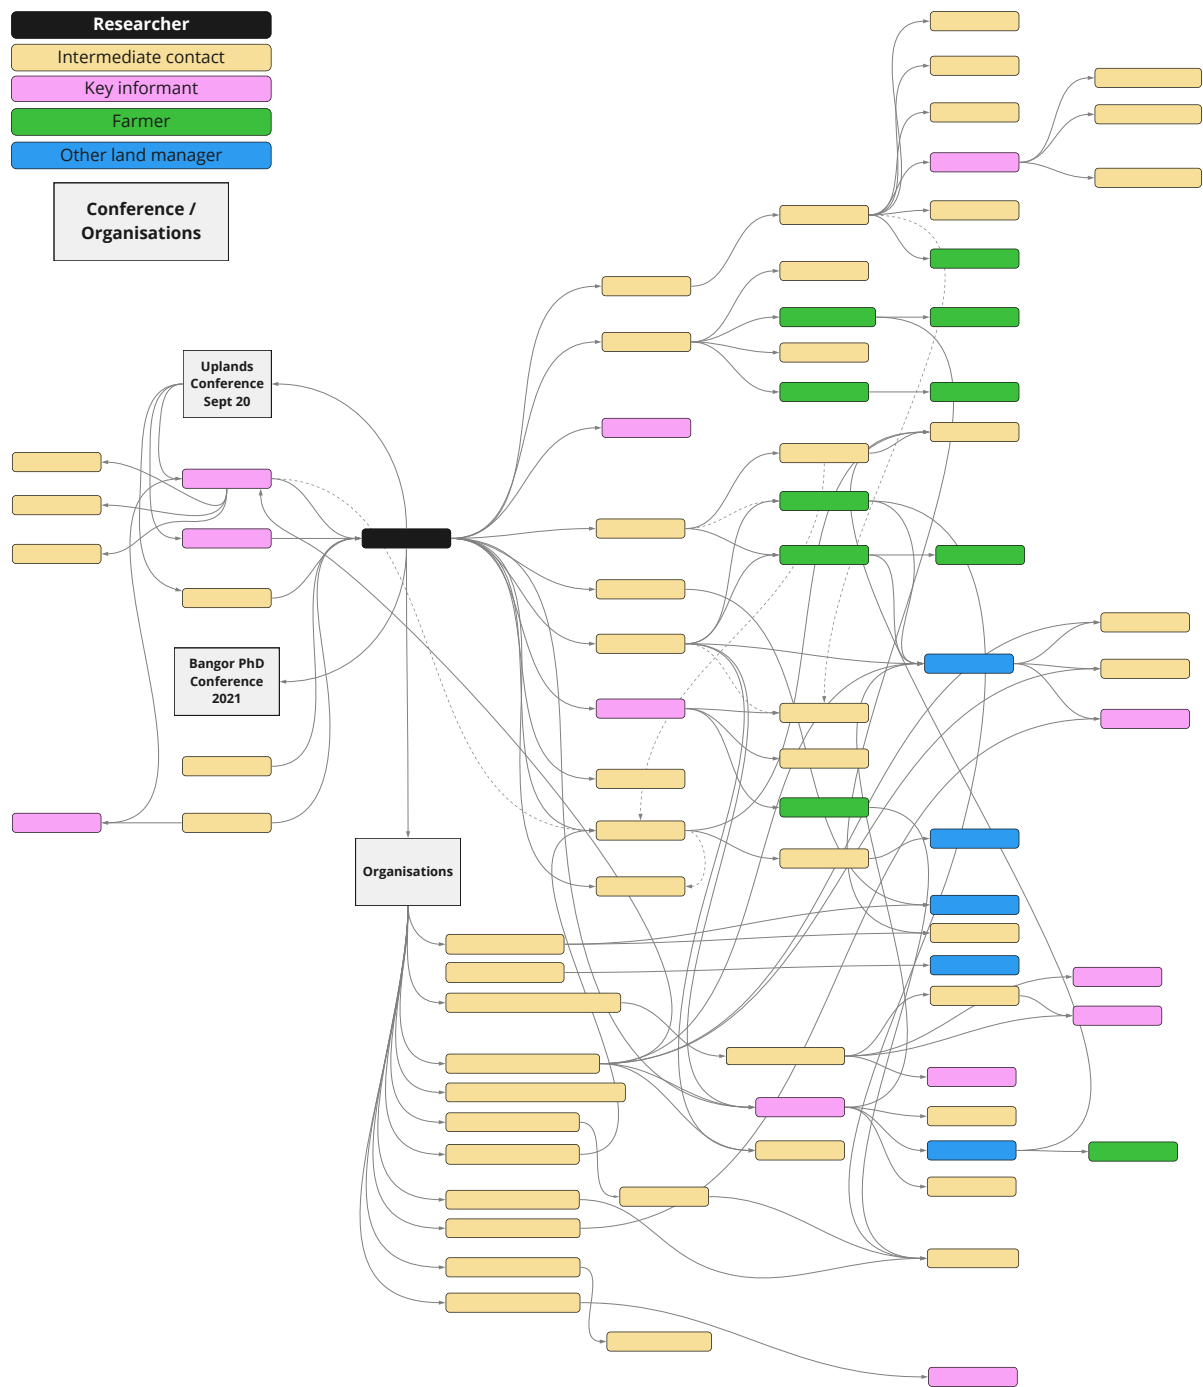 Researcher
Intermediate contact
Key informant
Farmer
Other land manager
Conference /
Organisations
Uplands
Conference
Sept 20
Bangor PhD
Conference
2021
Organisations